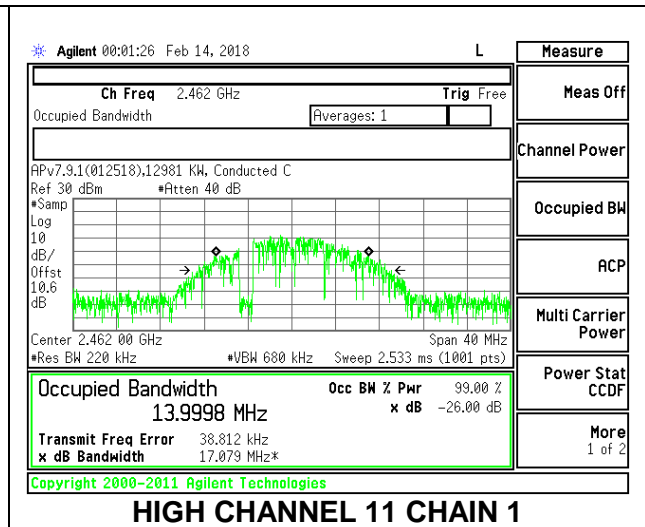 Agilent 00:01:26 Feb 14, 2018 L
Measure
Ch Freq 2.462 GHz Trig Free
Meas Off
Occupied Bandwidth Averages: 1
Channel Power
APv7.9.1(012518),12981 KW, Conducted C
Ref 30 dBm #Atten 40 dB
#Samp
Log
10
dB/
Offst
10.6
dB
Occupied BW
ACP
Multi Carrier
Power
Center 2.462 00 GHz Span 40 MHz
#Res BW 220 kHz #VBW 680 kHz Sweep 2.533 ms (1001 pts)
Power Stat
CCDF
Occupied Bandwidth Occ BW % Pwr 99.00 %
13.9998 MHz x dB -26.00 dB
Transmit Freq Error 38.812 kHz
x dB Bandwidth 17.079 MHz*
More
1 of 2
Copyright 2000-2011 Agilent Technologies
HIGH CHANNEL 11 CHAIN 1